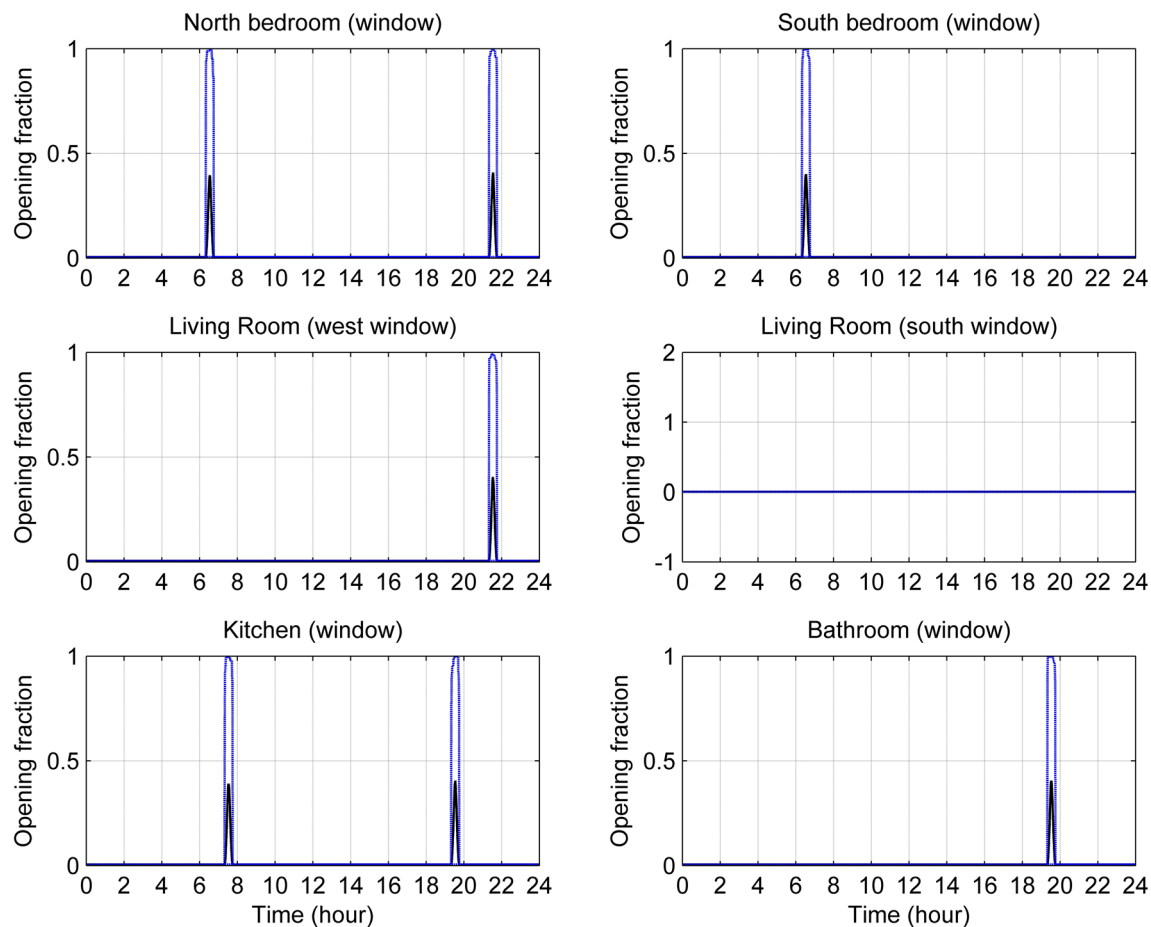 North bedroom (window)
Opening fraction
1
0.5
0
0 2 4 6 8 10 12 14 16 18 20 22 24
South bedroom (window)
Opening fraction
1
0.5
0
0 2 4 6 8 10 12 14 16 18 20 22 24
Living Room (west window)
Opening fraction
1
0.5
0
0 2 4 6 8 10 12 14 16 18 20 22 24
Living Room (south window)
Opening fraction
2
1
0
-1
0 2 4 6 8 10 12 14 16 18 20 22 24
Kitchen (window)
Opening fraction
1
0.5
0
0 2 4 6 8 10 12 14 16 18 20 22 24
Time (hour)
Bathroom (window)
Opening fraction
1
0.5
0
0 2 4 6 8 10 12 14 16 18 20 22 24
Time (hour)